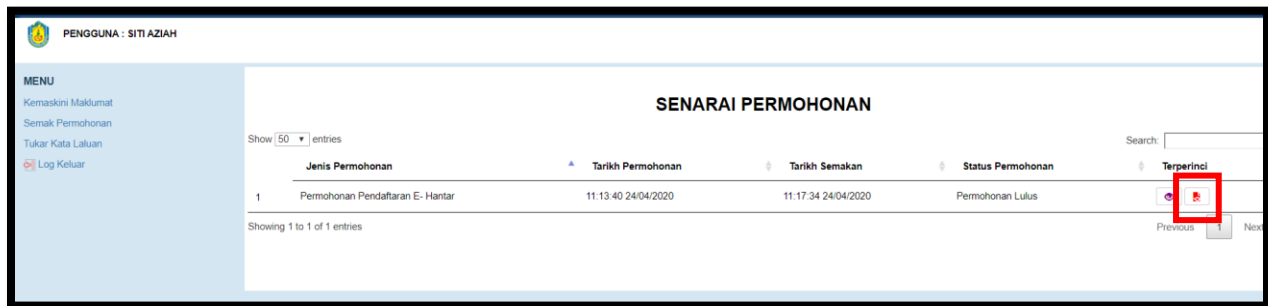 PENGGUNA : SITI AZIAH
MENU
Kemaskini Maklumat
Semak Permohonan
Tukar Kata Laluan
Log Keluar
SENARAI PERMOHONAN
Show 50 entries
Search:
Jenis Permohonan Tarikh Permohonan Tarikh Semakan Status Permohonan Terperinci
1 Permohonan Pendaftaran E- Hantar 11:13:40 24/04/2020 11:17:34 24/04/2020 Permohonan Lulus
Showing 1 to 1 of 1 entries
Previous 1 Next